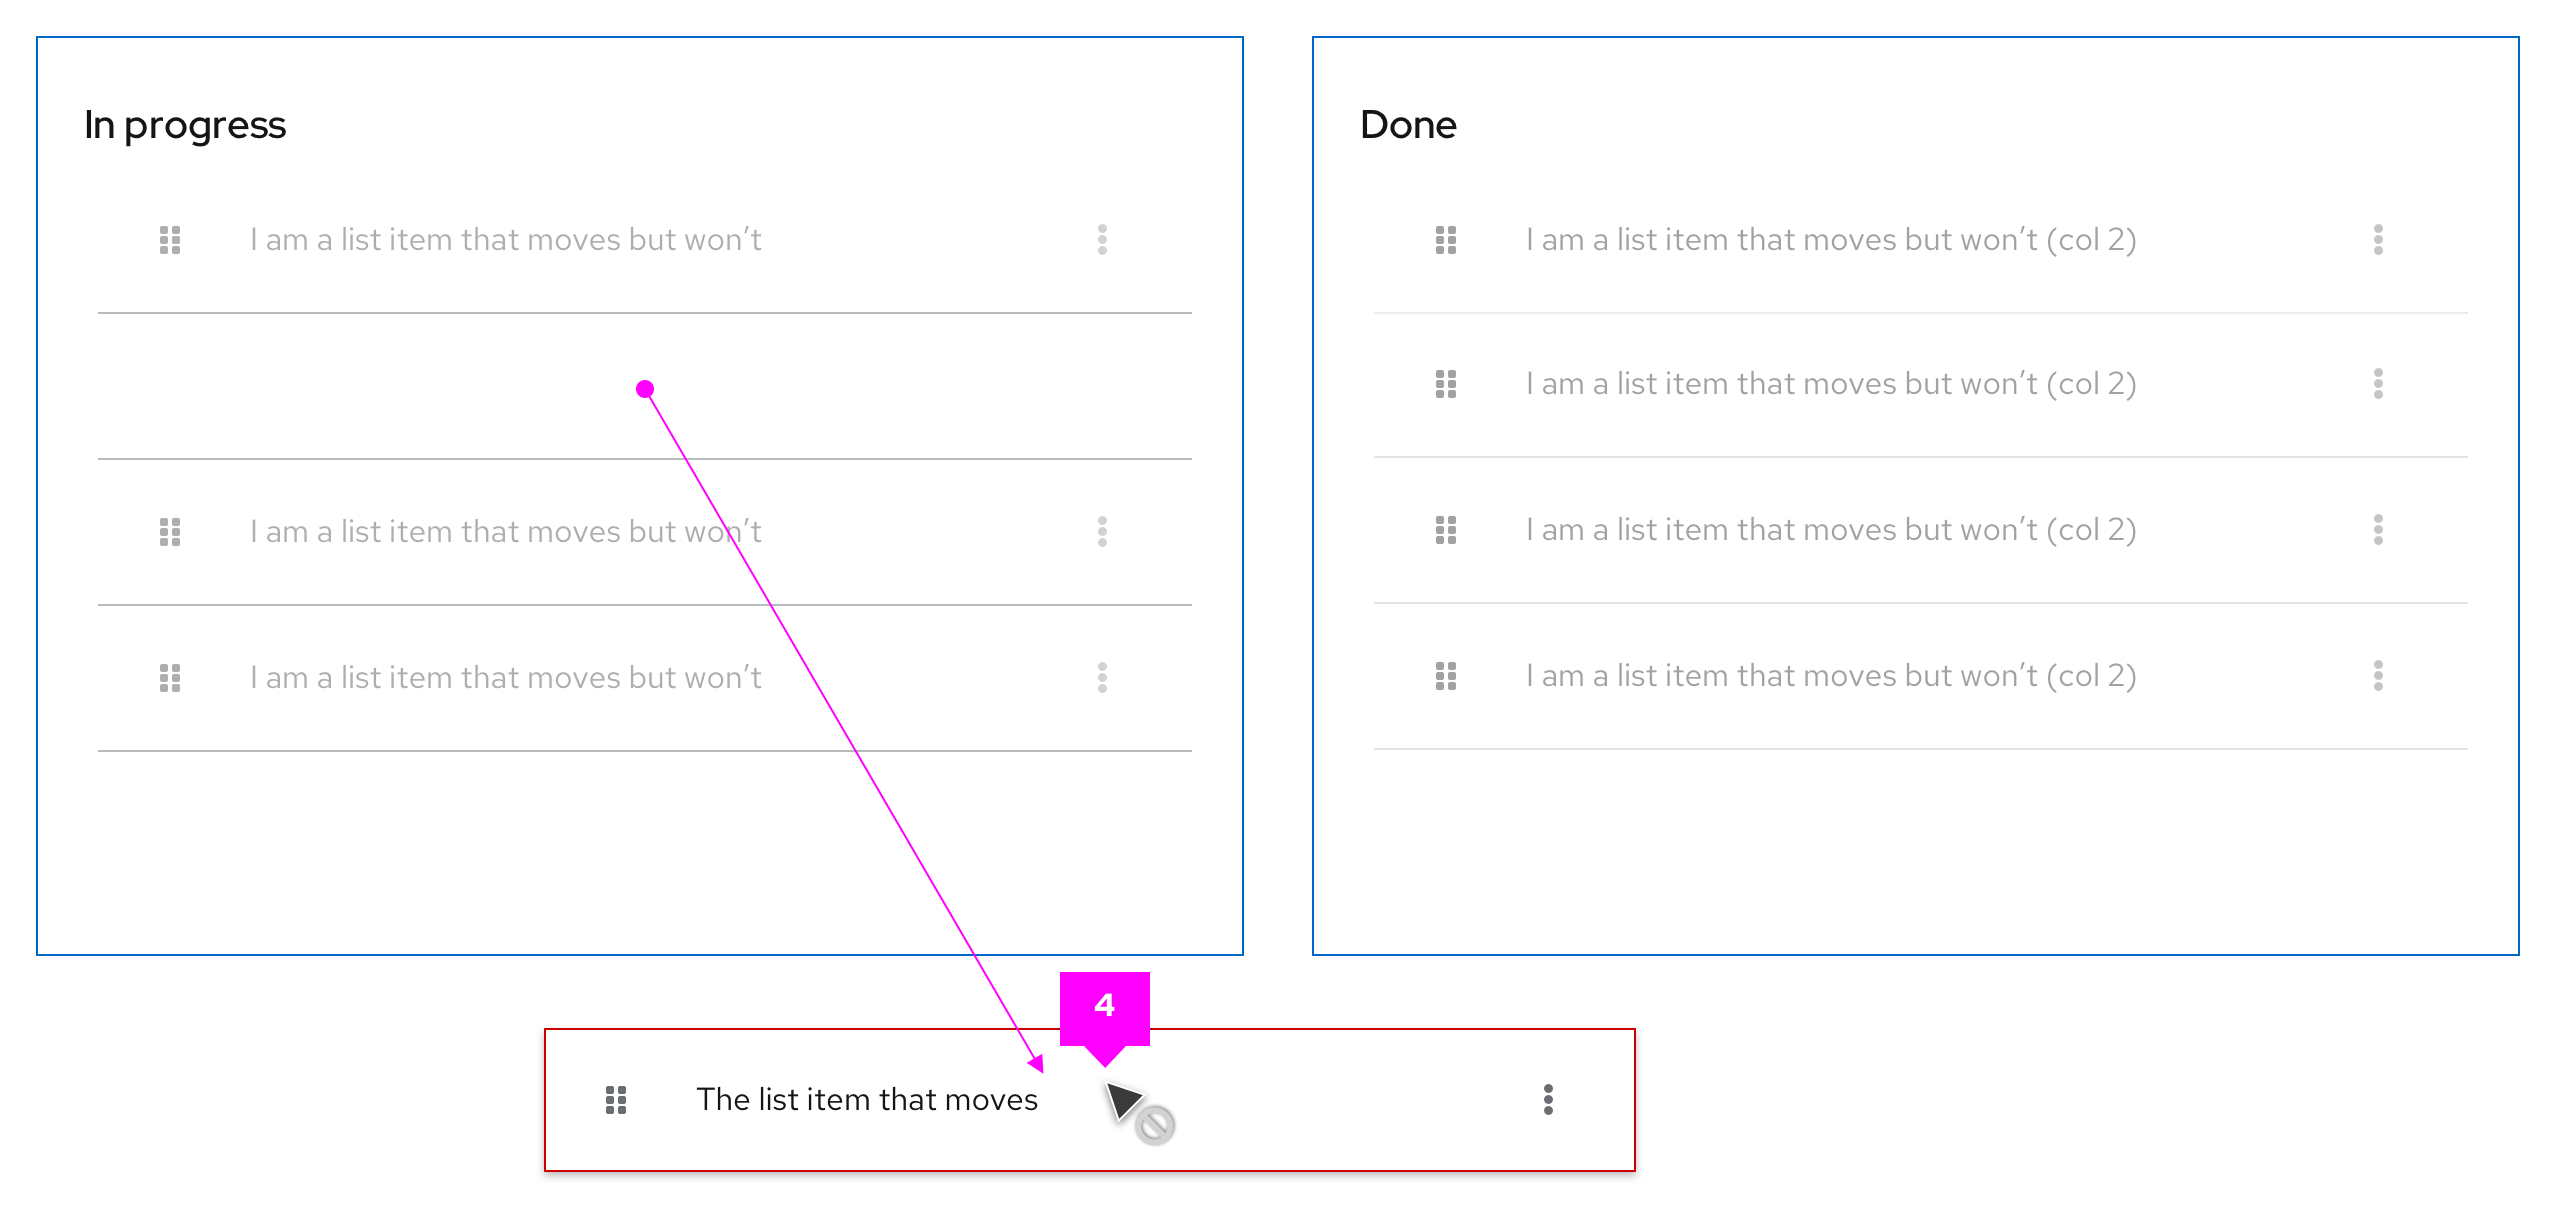 In progress
I am a list item that moves but won’t
I am a list item that moves but won’t
I am a list item that moves but won’t
Done
I am a list item that moves but won’t (col 2)
I am a list item that moves but won’t (col 2)
I am a list item that moves but won’t (col 2)
I am a list item that moves but won’t (col 2)
4
The list item that moves